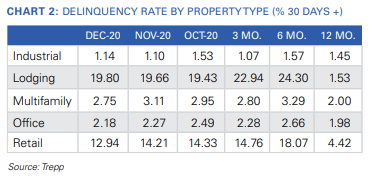 CHART 2: DELINQUENCY RATE BY PROPERTY TYPE (% 30 DAYS +)
DEC-20 NOV-20 OCT-20 3 MO. 6 MO. 12 MO.
Industrial 1.14 1.10 1.53 1.07 1.57 1.45
Lodging 19.80 19.66 19.43 22.94 24.30 1.53
Multifamily 2.75 3.11 2.95 2.80 3.29 2.00
Office 2.18 2.27 2.49 2.28 2.66 1.98
Retail 12.94 14.21 14.33 14.76 18.07 4.42
Source: Trepp